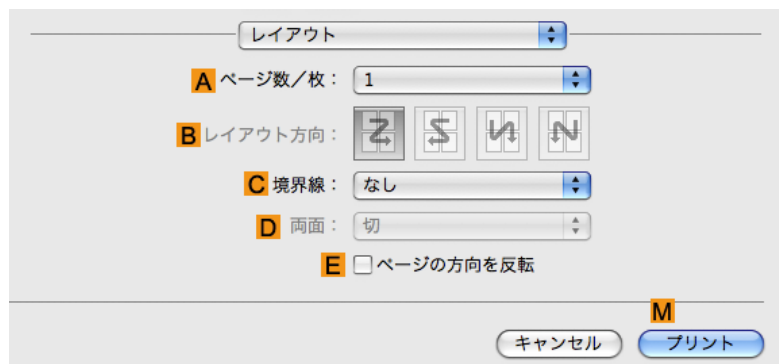 レイアウト
A ページ数／枚： 1
B レイアウト方向：
C 境界線： なし
D 両面： 切
E ページの方向を反転
M
キャンセル プリント